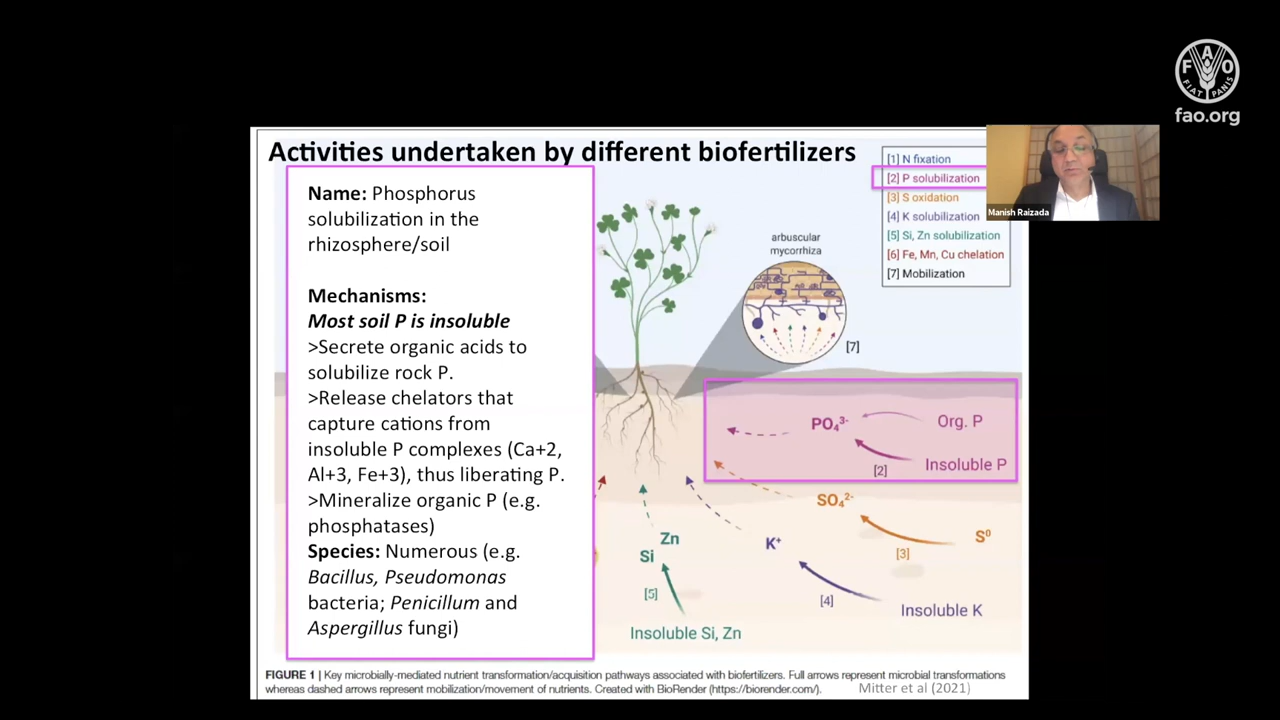 FAO
FIAT PANIS
fao.org
Activities undertaken by different biofertilizers
Name: Phosphorus
solubilization in the
rhizosphere/soil
Mechanisms:
Most soil P is insoluble
>Secrete organic acids to
solubilize rock P.
>Release chelators that
capture cations from
insoluble P complexes (Ca+2,
Al+3, Fe+3), thus liberating P.
>Mineralize organic P (e.g.
phosphatases)
Species: Numerous (e.g.
Bacillus, Pseudomonas
bacteria; Penicillum and
Aspergillus fungi)
arbuscular
mycorrhiza
[7]
[1] N fixation
[2] P solubilization
[3] S oxidation
[4] K solubilization
[5] Si, Zn solubilization
[6] Fe, Mn, Cu chelation
[7] Mobilization
Manish Raizada
PO₄³⁻
Org. P
Insoluble P
[2]
SO₄²⁻
S⁰
[3]
Zn
Si
K⁺
[5]
[4]
Insoluble K
Insoluble Si, Zn
FIGURE 1 | Key microbially-mediated nutrient transformation/acquisition pathways associated with biofertilizers. Full arrows represent microbial transformations
whereas dashed arrows represent mobilization/movement of nutrients. Created with BioRender (https://biorender.com/).
Mitter et al (2021)